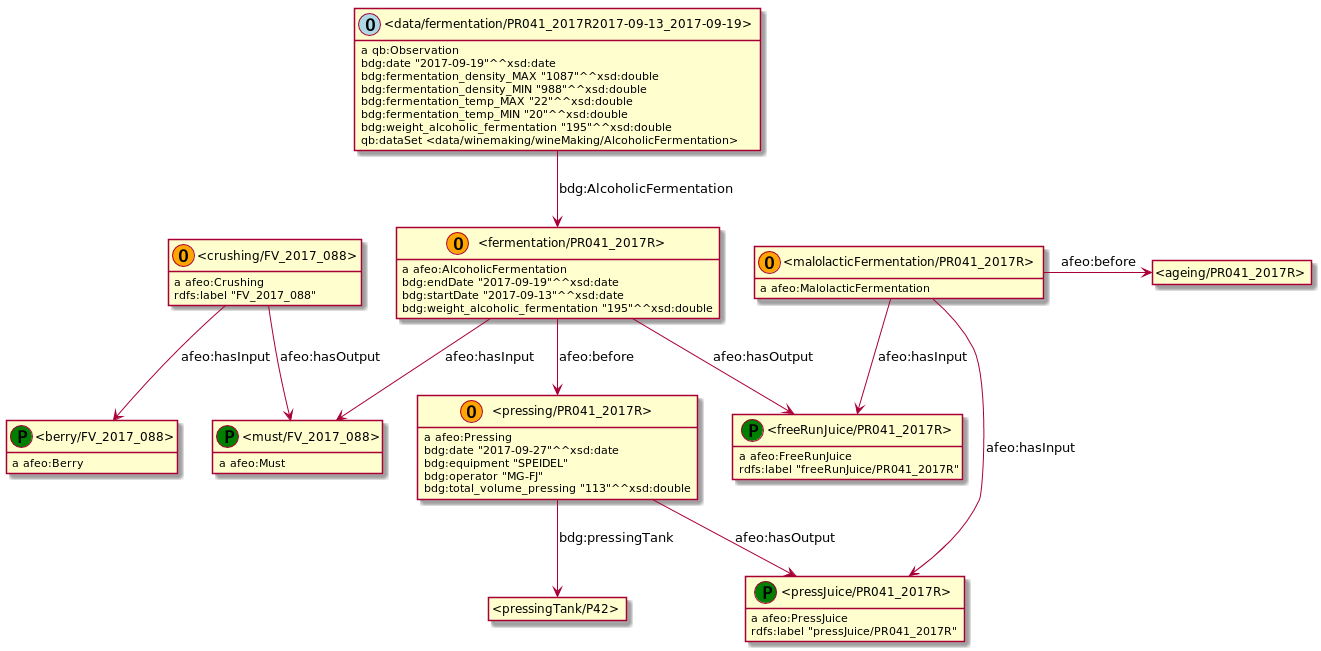 O <data/fermentation/PR041_2017R2017-09-13_2017-09-19>
a qb:Observation
bdg:date "2017-09-19"^^xsd:date
bdg:fermentation_density_MAX "1087"^^xsd:double
bdg:fermentation_density_MIN "988"^^xsd:double
bdg:fermentation_temp_MAX "22"^^xsd:double
bdg:fermentation_temp_MIN "20"^^xsd:double
bdg:weight_alcoholic_fermentation "195"^^xsd:double
qb:dataSet <data/winemaking/wineMaking/AlcoholicFermentation>
bdg:AlcoholicFermentation
O <crushing/FV_2017_088>
a afeo:Crushing
rdfs:label "FV_2017_088"
O <fermentation/PR041_2017R>
a afeo:AlcoholicFermentation
bdg:endDate "2017-09-19"^^xsd:date
bdg:startDate "2017-09-13"^^xsd:date
bdg:weight_alcoholic_fermentation "195"^^xsd:double
O <malolacticFermentation/PR041_2017R>
a afeo:MalolacticFermentation
afeo:before
<ageing/PR041_2017R>
afeo:hasInput
afeo:hasOutput
afeo:hasInput
afeo:before
afeo:hasOutput
afeo:hasInput
P <berry/FV_2017_088>
a afeo:Berry
P <must/FV_2017_088>
a afeo:Must
O <pressing/PR041_2017R>
a afeo:Pressing
bdg:date "2017-09-27"^^xsd:date
bdg:equipment "SPEIDEL"
bdg:operator "MG-FJ"
bdg:total_volume_pressing "113"^^xsd:double
P <freeRunJuice/PR041_2017R>
a afeo:FreeRunJuice
rdfs:label "freeRunJuice/PR041_2017R"
afeo:hasInput
bdg:pressingTank
afeo:hasOutput
<pressingTank/P42>
P <pressJuice/PR041_2017R>
a afeo:PressJuice
rdfs:label "pressJuice/PR041_2017R"